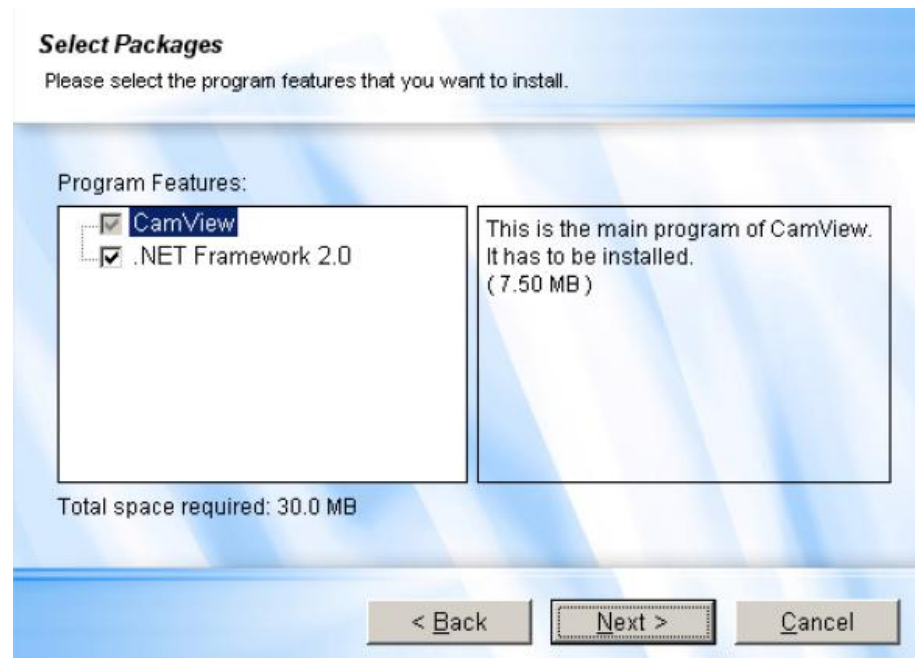 Select Packages
Please select the program features that you want to install.
Program Features:
CamView
.NET Framework 2.0
This is the main program of CamView.
It has to be installed.
( 7.50 MB )
Total space required: 30.0 MB
< Back
Next >
Cancel